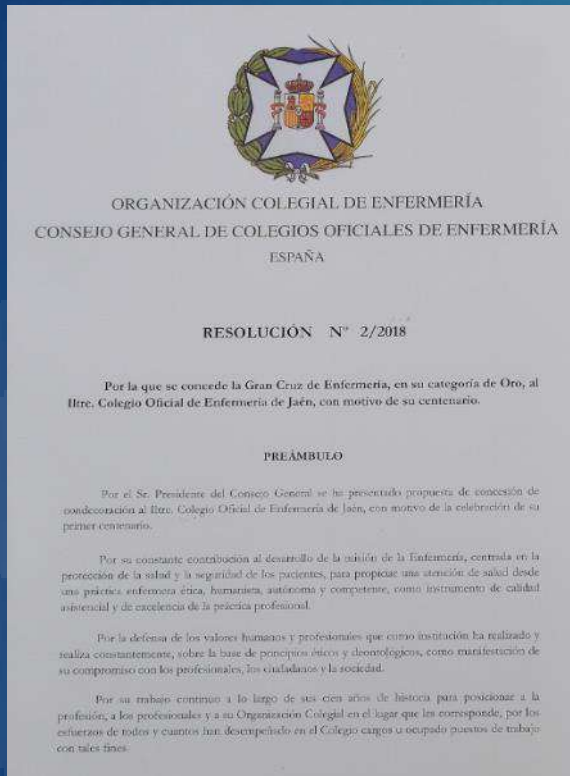 ORGANIZACIÓN COLEGIAL DE ENFERMERÍA
CONSEJO GENERAL DE COLEGIOS OFICIALES DE ENFERMERÍA
ESPAÑA
RESOLUCIÓN Nº 2/2018
Por la que se concede la Gran Cruz de Enfermería, en su categoría de Oro, al
Iltre. Colegio Oficial de Enfermería de Jaén, con motivo de su centenario.
PREÁMBULO
Por el Sr. Presidente del Consejo General se ha presentado propuesta de concesión de
condecoración al Iltre. Colegio Oficial de Enfermería de Jaén, con motivo de la celebración de su
primer centenario.
Por su constante contribución al desarrollo de la misión de la Enfermería, centrada en la
protección de la salud y la seguridad de los pacientes, para propiciar una atención de salud desde
una práctica enfermera ética, humanista, autónoma y competente, como instrumento de calidad
asistencial y de excelencia de la práctica profesional.
Por la defensa de los valores humanos y profesionales que como institución ha realizado y
realiza constantemente, sobre la base de principios éticos y deontológicos, como manifestación de
su compromiso con los profesionales, los ciudadanos y la sociedad.
Por su trabajo continuo a lo largo de sus cien años de historia para posicionar a la
profesión, a los profesionales y a su Organización Colegial en el lugar que les corresponde, por los
esfuerzos de todos y cuantos han desempeñado en el Colegio cargos u ocupado puestos de trabajo
con tales fines.